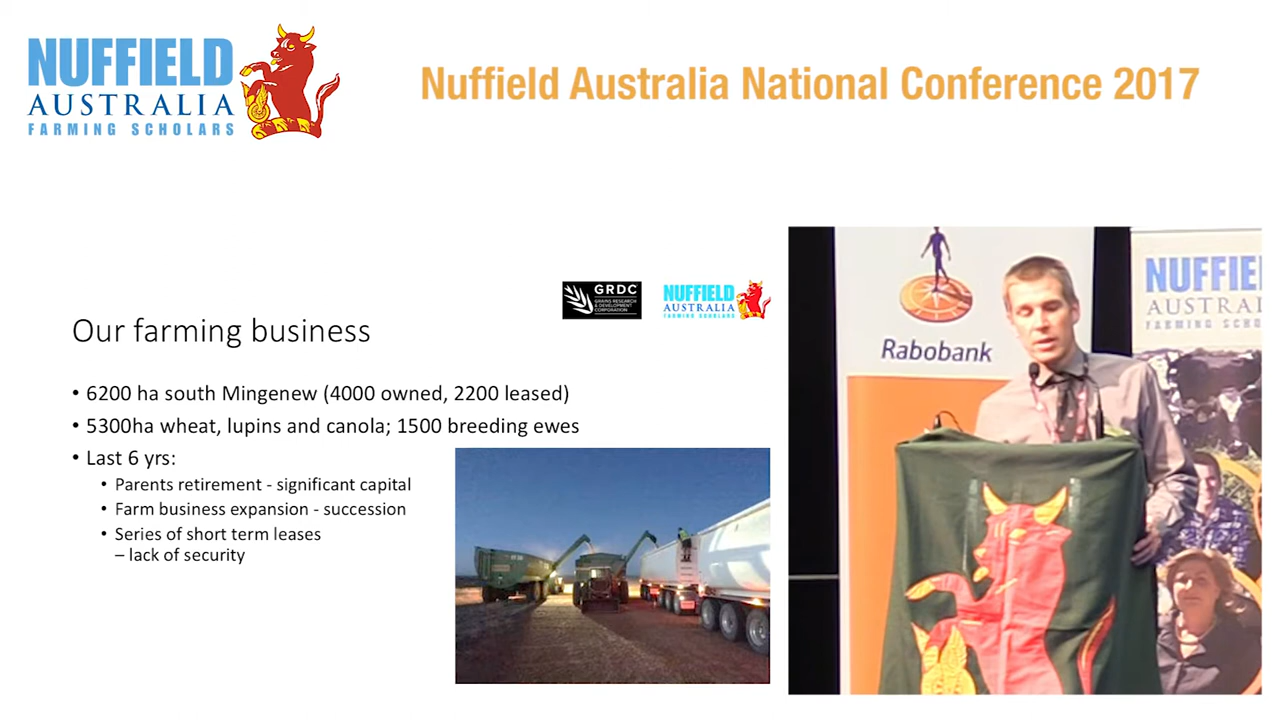 NUFFIELD
AUSTRALIA
FARMING SCHOLARS
Nuffield Australia National Conference 2017
GRDC
GRAINS RESEARCH
& DEVELOPMENT
CORPORATION
NUFFIELD
AUSTRALIA
FARMING SCHOLARS
Our farming business
• 6200 ha south Mingenew (4000 owned, 2200 leased)
• 5300ha wheat, lupins and canola; 1500 breeding ewes
• Last 6 yrs:
• Parents retirement - significant capital
• Farm business expansion - succession
• Series of short term leases
– lack of security
Rabobank
NUFFIE
AUSTRALI
FARMING SCHO